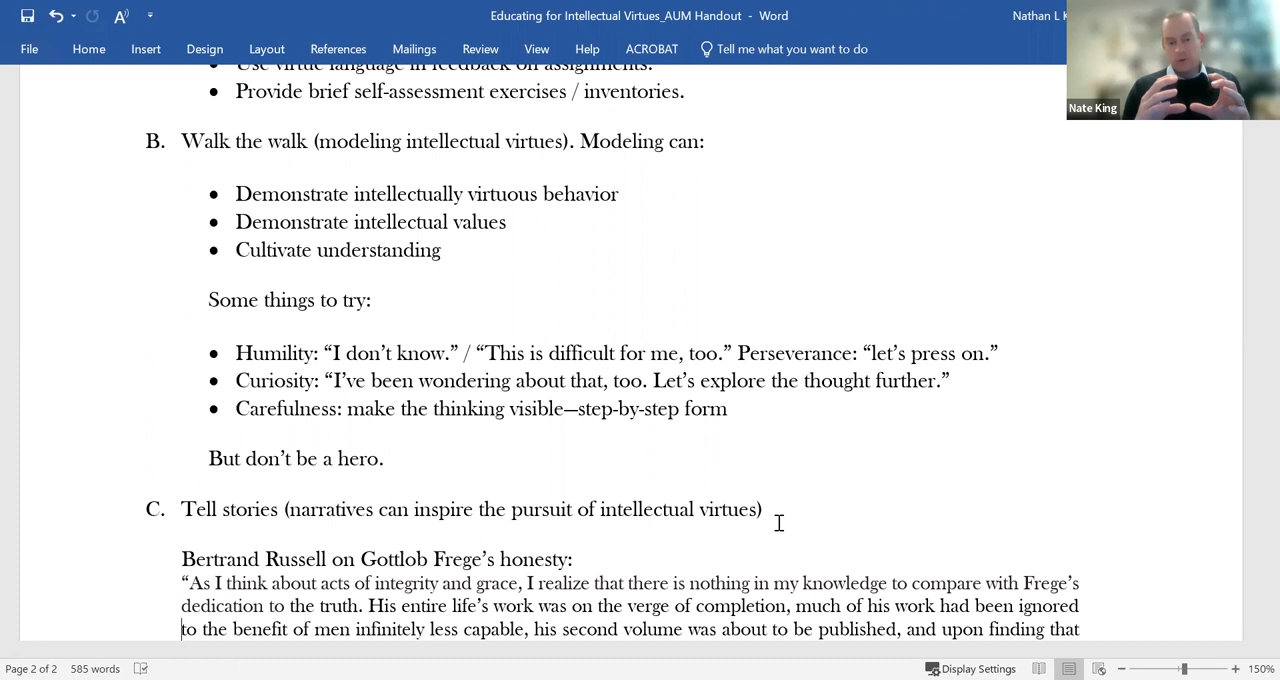 Educating for Intellectual Virtues_AUM Handout - Word
Nathan L K
File Home Insert Design Layout References Mailings Review View Help ACROBAT Tell me what you want to do
Nate King
• Use virtue language in feedback on assignments.
• Provide brief self-assessment exercises / inventories.
B. Walk the walk (modeling intellectual virtues). Modeling can:
• Demonstrate intellectually virtuous behavior
• Demonstrate intellectual values
• Cultivate understanding
Some things to try:
• Humility: “I don’t know.” / “This is difficult for me, too.” Perseverance: “let’s press on.”
• Curiosity: “I’ve been wondering about that, too. Let’s explore the thought further.”
• Carefulness: make the thinking visible—step-by-step form
But don’t be a hero.
C. Tell stories (narratives can inspire the pursuit of intellectual virtues)
Bertrand Russell on Gottlob Frege’s honesty:
“As I think about acts of integrity and grace, I realize that there is nothing in my knowledge to compare with Frege’s
dedication to the truth. His entire life’s work was on the verge of completion, much of his work had been ignored
to the benefit of men infinitely less capable, his second volume was about to be published, and upon finding that
Page 2 of 2 585 words Display Settings 150%